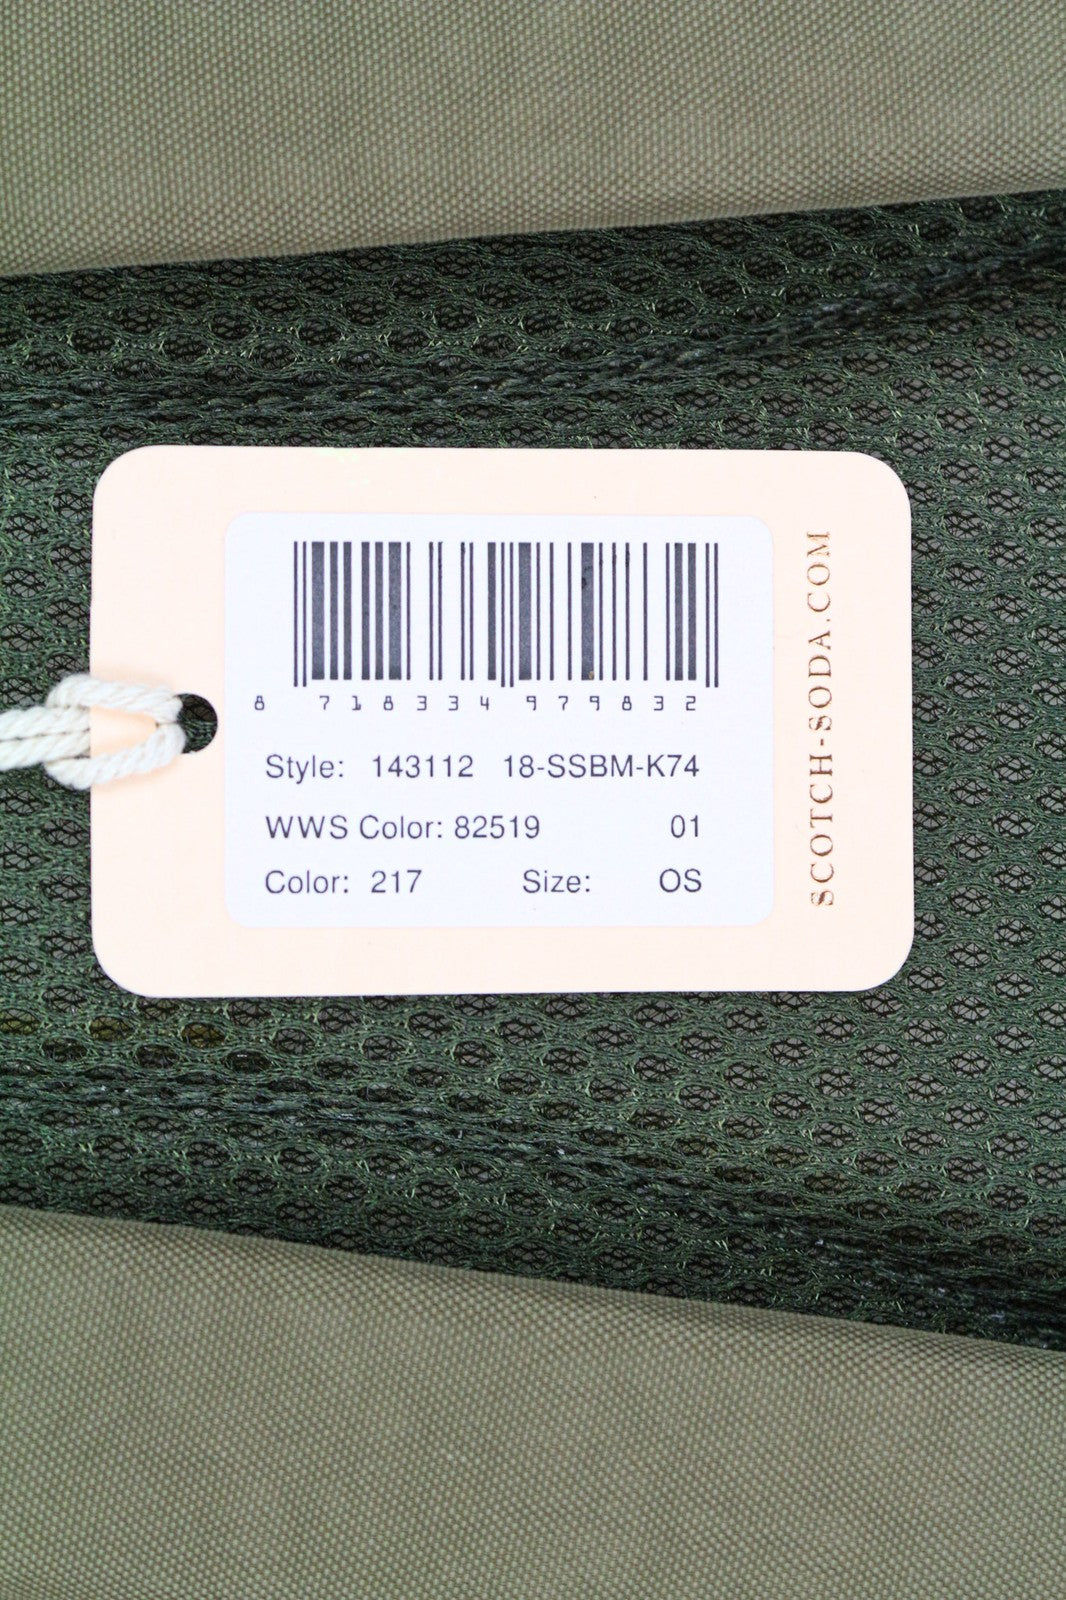 8 718334 979832
Style: 143112 18-SSBM-K74
WWS Color: 82519 01
Color: 217 Size: OS
SCOTCH-SODA.COM